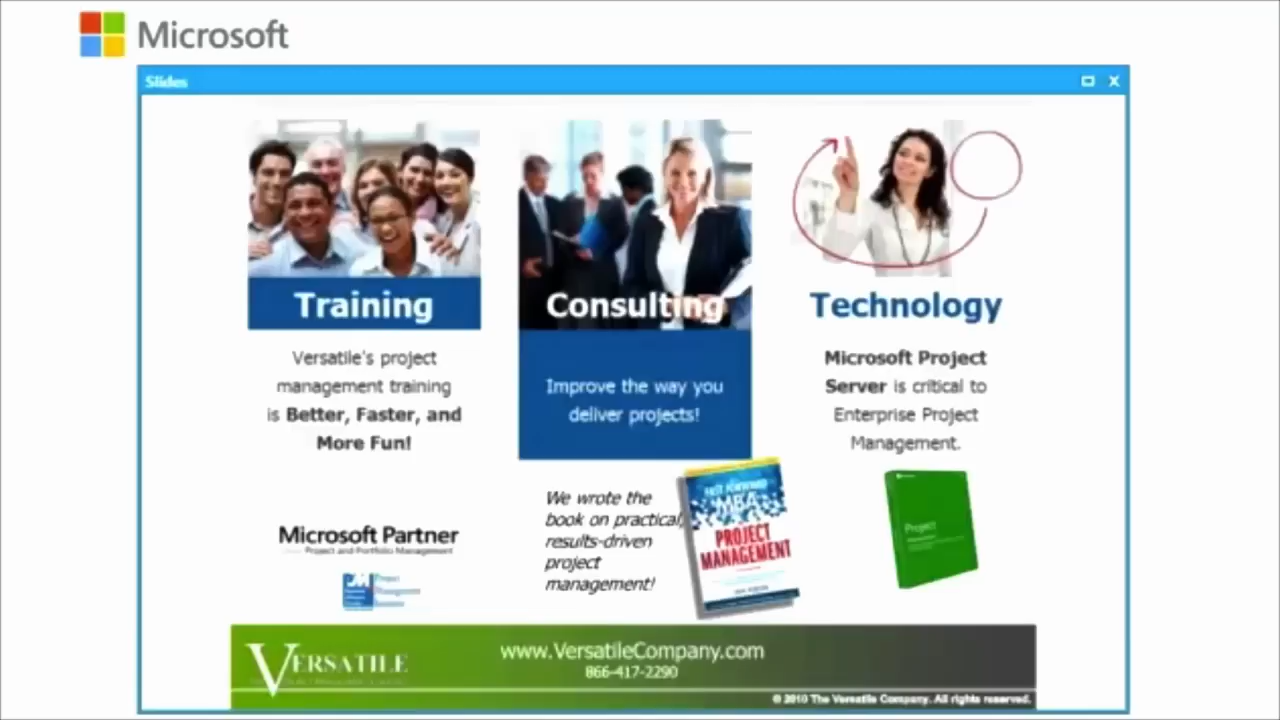 Microsoft
Slides
Training
Versatile's project
management training
is Better, Faster, and
More Fun!
Microsoft Partner
Project and Portfolio Management
Consulting
Improve the way you
deliver projects!
We wrote the
book on practical,
results-driven
project
management!
FAST FORWARD
MBA
PROJECT
MANAGEMENT
Technology
Microsoft Project
Server is critical to
Enterprise Project
Management.
Project
VERSATILE
www.VersatileCompany.com
866-417-2290
© 2010 The Versatile Company. All rights reserved.